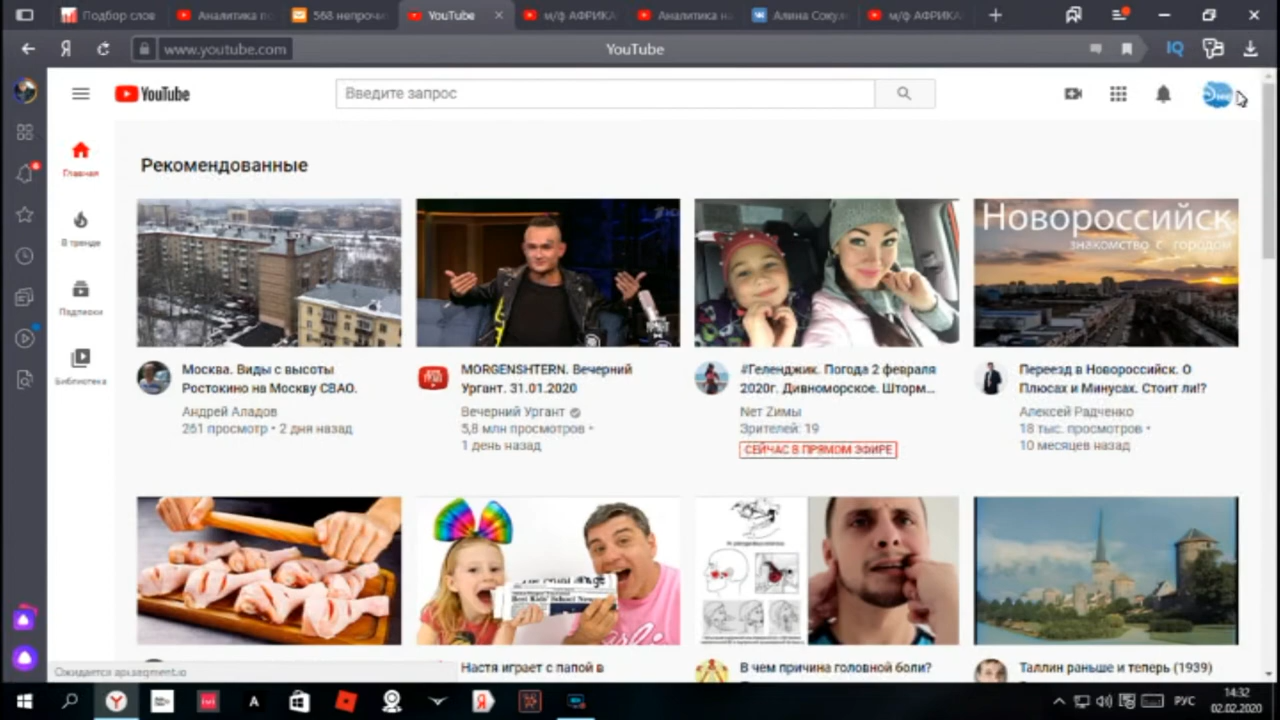 Подбор слов
Аналитика по
568 непрочи
YouTube
м/ф АФРИКА
Аналитика на
Алина Сокул
м/ф АФРИКА
Я
www.youtube.com
YouTube
IQ
YouTube
Введите запрос
Главная
В тренде
Подписки
Библиотека
Рекомендованные
Новороссийск
знакомство с городом
Москва. Виды с высоты
Ростокино на Москву СВАО.
Андрей Аладов
261 просмотр • 2 дня назад
MORGENSHTERN. Вечерний
Ургант. 31.01.2020
Вечерний Ургант
5,8 млн просмотров •
1 день назад
#Геленджик. Погода 2 февраля
2020г. Дивноморское. Шторм...
Nет Zимы
Зрителей: 19
СЕЙЧАС В ПРЯМОМ ЭФИРЕ
Переезд в Новороссийск. О
Плюсах и Минусах. Стоит ли!?
Алексей Радченко
18 тыс. просмотров •
10 месяцев назад
Настя играет с папой в
В чем причина головной боли?
Таллин раньше и теперь (1939)
Ожидается api.saqment.io
РУС
14:32
02.02.2020